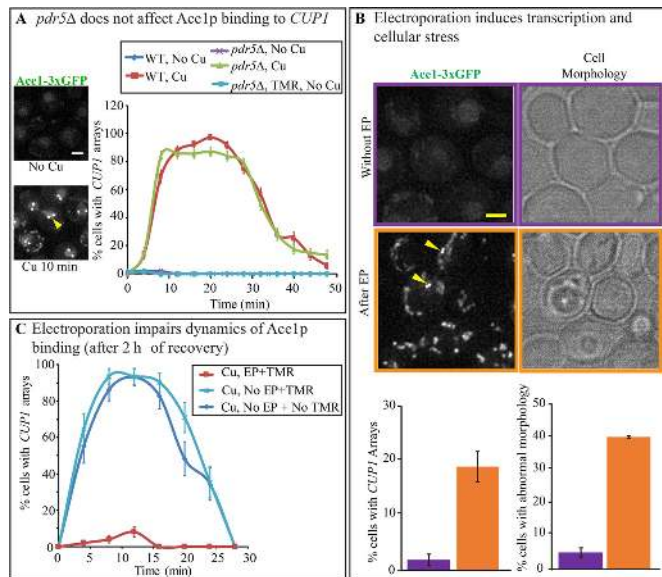 A pdr5Δ does not affect Ace1p binding to CUP1
Ace1-3xGFP
No Cu
Cu 10 min
WT, No Cu
WT, Cu
pdr5Δ, No Cu
pdr5Δ, Cu
pdr5Δ, TMR, No Cu
% cells with CUP1 arrays
120
100
80
60
40
20
0
0 10 20 30 40 50
Time (min)
B Electroporation induces transcription and
cellular stress
Ace1-3xGFP
Cell
Morphology
Without EP
After EP
% cells with CUP1 Arrays
30
20
10
0
% cells with abnormal morphology
50
40
30
20
10
0
C Electroporation impairs dynamics of Ace1p
binding (after 2 h of recovery)
% cells with CUP1
arrays
100
80
60
40
20
0
Cu, EP+TMR
Cu, No EP+TMR
Cu, No EP + No TMR
0 5 10 15 20 25 30
Time (min)